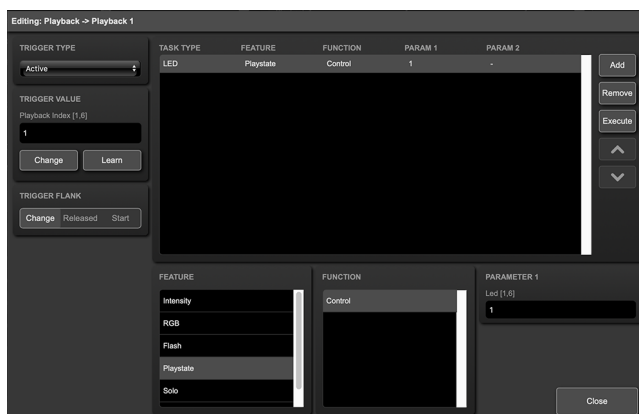 Editing: Playback -> Playback 1
TRIGGER TYPE
Active
TRIGGER VALUE
Playback Index [1,6]
1
Change Learn
TRIGGER FLANK
Change Released Start
TASK TYPE FEATURE FUNCTION PARAM 1 PARAM 2
LED Playstate Control 1 -
Add
Remove
Execute
FEATURE
Intensity
RGB
Flash
Playstate
Solo
FUNCTION
Control
PARAMETER 1
Led [1,6]
1
Close